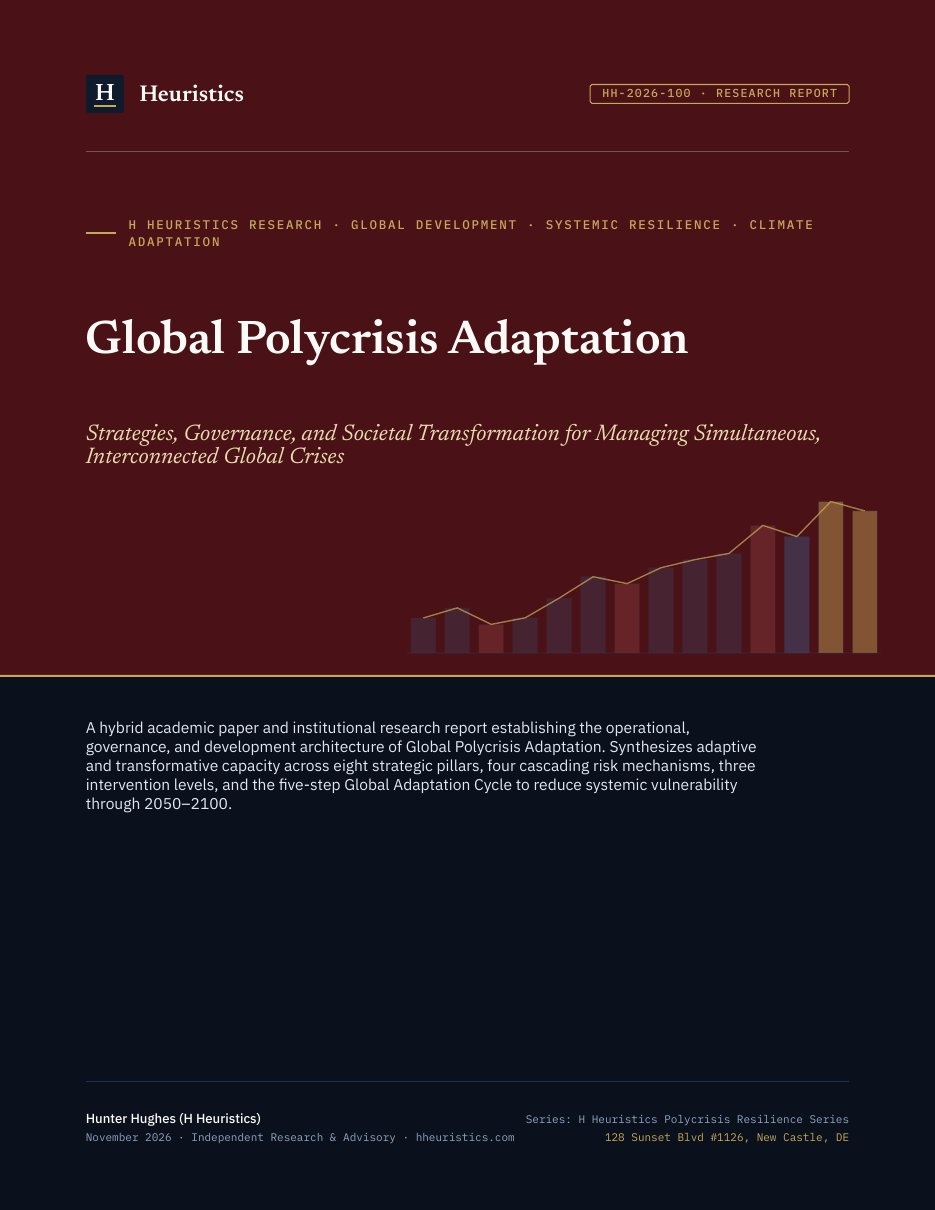 H
Heuristics
HH-2026-100 · RESEARCH REPORT
H HEURISTICS RESEARCH · GLOBAL DEVELOPMENT · SYSTEMIC RESILIENCE · CLIMATE
ADAPTATION
Global Polycrisis Adaptation
Strategies, Governance, and Societal Transformation for Managing Simultaneous,
Interconnected Global Crises
A hybrid academic paper and institutional research report establishing the operational,
governance, and development architecture of Global Polycrisis Adaptation. Synthesizes adaptive
and transformative capacity across eight strategic pillars, four cascading risk mechanisms, three
intervention levels, and the five-step Global Adaptation Cycle to reduce systemic vulnerability
through 2050–2100.
Hunter Hughes (H Heuristics)
November 2026 · Independent Research & Advisory · hheuristics.com
Series: H Heuristics Polycrisis Resilience Series
128 Sunset Blvd #1126, New Castle, DE